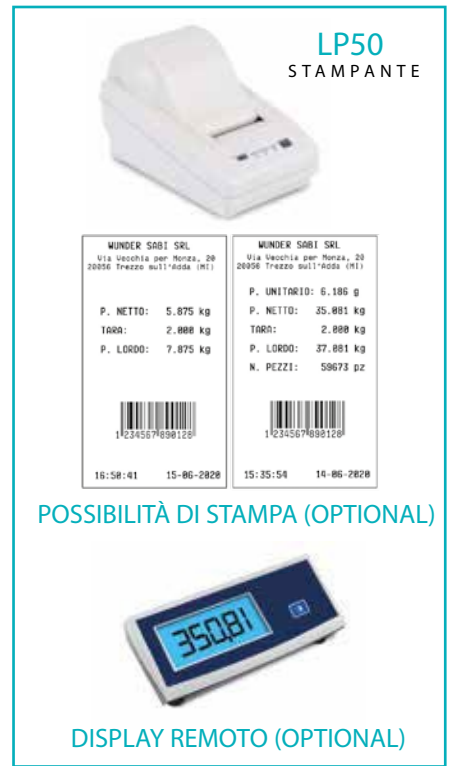 LP50
STAMPANTE
WUNDER SABI SRL
Via Vecchia per Monza, 20
20056 Trezzo sull'Adda (MI)
P. NETTO: 5.875 kg
TARA: 2.000 kg
P. LORDO: 7.875 kg
1 234567 890128
16:50:41 15-06-2020
WUNDER SABI SRL
Via Vecchia per Monza, 20
20056 Trezzo sull'Adda (MI)
P. UNITARIO: 6.186 g
P. NETTO: 35.081 kg
TARA: 2.000 kg
P. LORDO: 37.081 kg
N. PEZZI: 59673 pz
1 234567 890128
15:35:54 14-06-2020
POSSIBILITÀ DI STAMPA (OPTIONAL)
350,81
DISPLAY REMOTO (OPTIONAL)